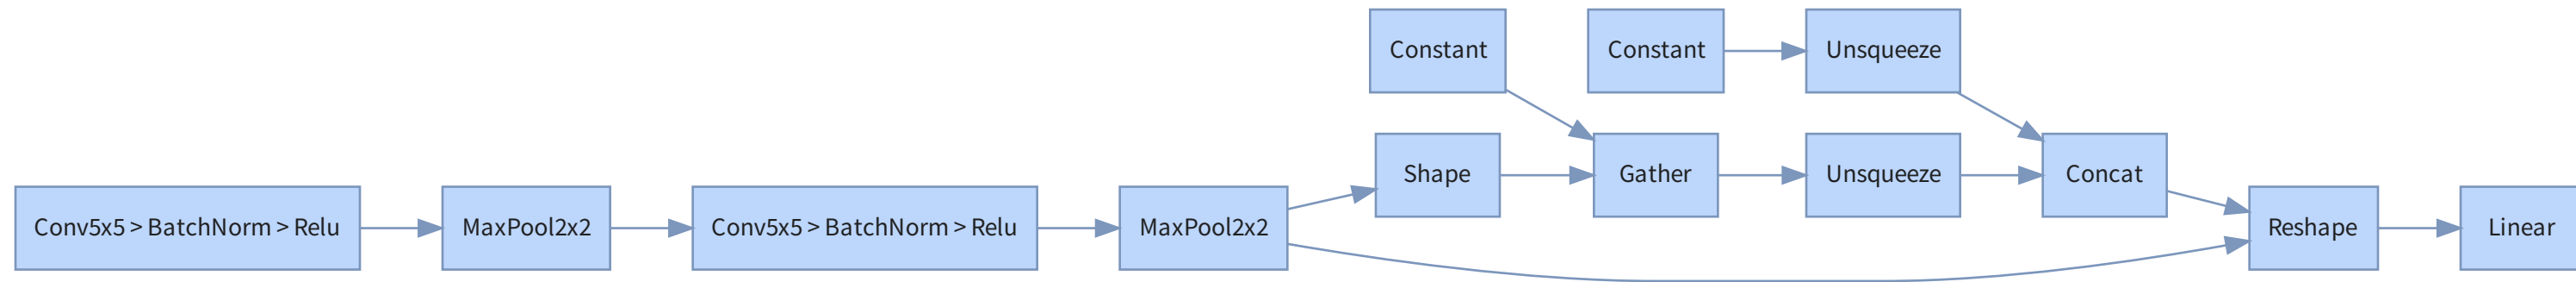 Constant
Constant
Unsqueeze
Shape
Gather
Unsqueeze
Concat
Conv5x5 > BatchNorm > Relu
MaxPool2x2
Conv5x5 > BatchNorm > Relu
MaxPool2x2
Reshape
Linear